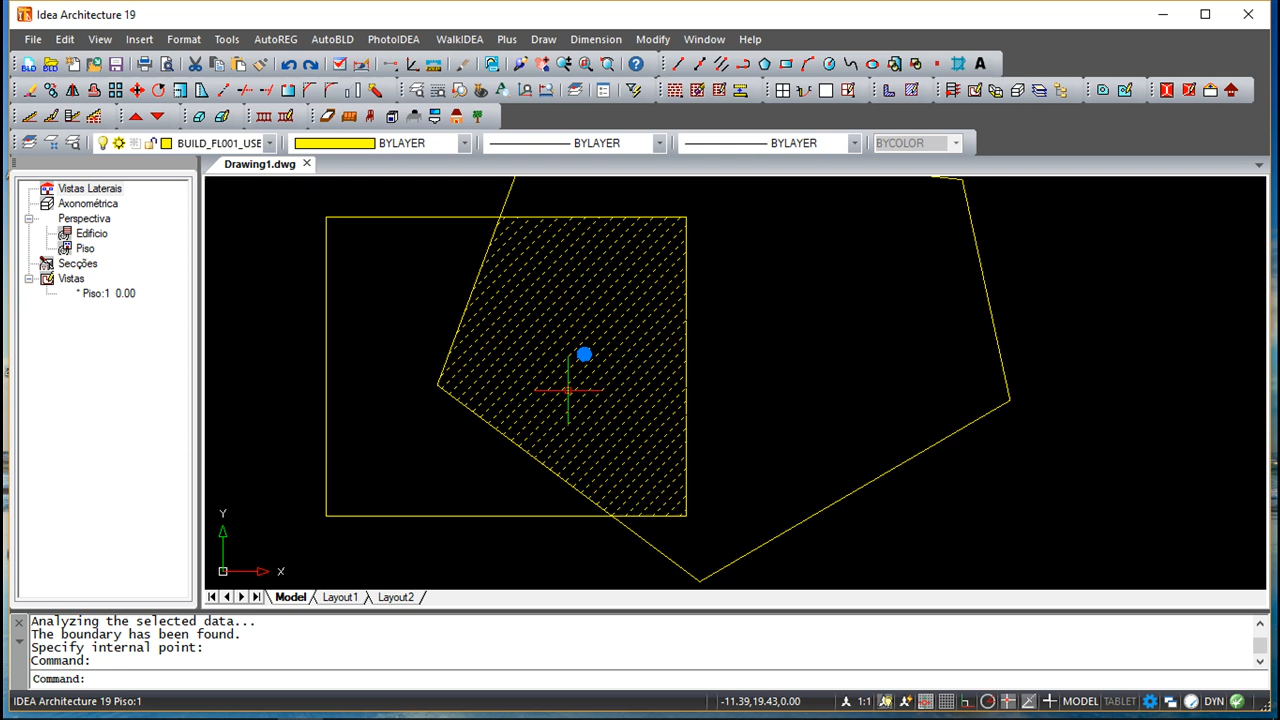 Idea Architecture 19
File Edit View Insert Format Tools AutoREG AutoBLD PhotoIDEA WalkIDEA Plus Draw Dimension Modify Window Help
BLD BLD
A
BUILD_FL001_USE BYLAYER BYLAYER BYLAYER BYCOLOR
Drawing1.dwg
Vistas Laterais
Axonométrica
Perspectiva
Edificio
Piso
Secções
Vistas
* Piso:1 0.00
Y
X
Model Layout1 Layout2
Analyzing the selected data...
The boundary has been found.
Specify internal point:
Command:
Command:
IDEA Architecture 19 Piso:1 -11.39,19.43,0.00 1:1 MODEL TABLET DYN